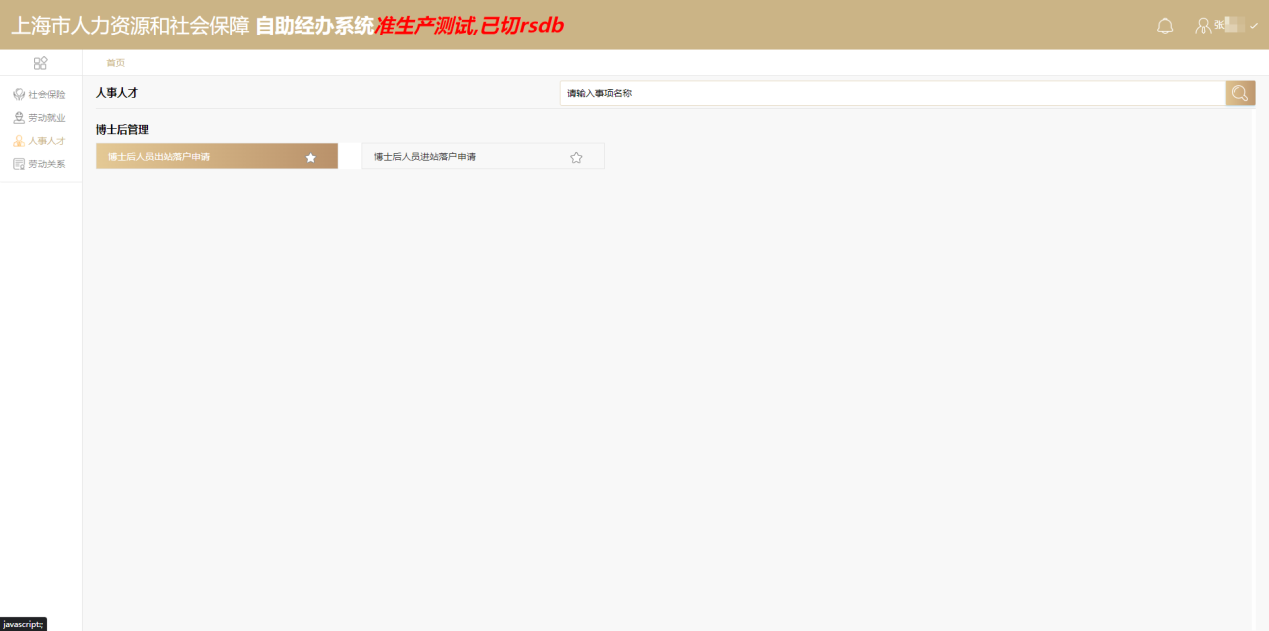 上海市人力资源和社会保障 自助经办系统准生产测试,已切rsdb
张
首页
社会保险
劳动就业
人事人才
劳动关系
人事人才
请输入事项名称
博士后管理
博士后人员出站落户申请
博士后人员进站落户申请
javascript:;